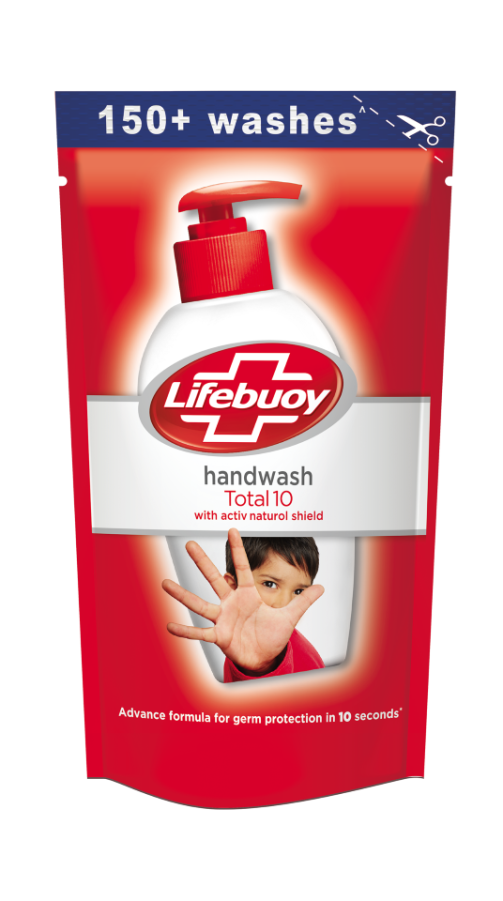 150+ washes^
Lifebuoy
handwash
Total 10
with activ naturol shield
Advance formula for germ protection in 10 seconds*